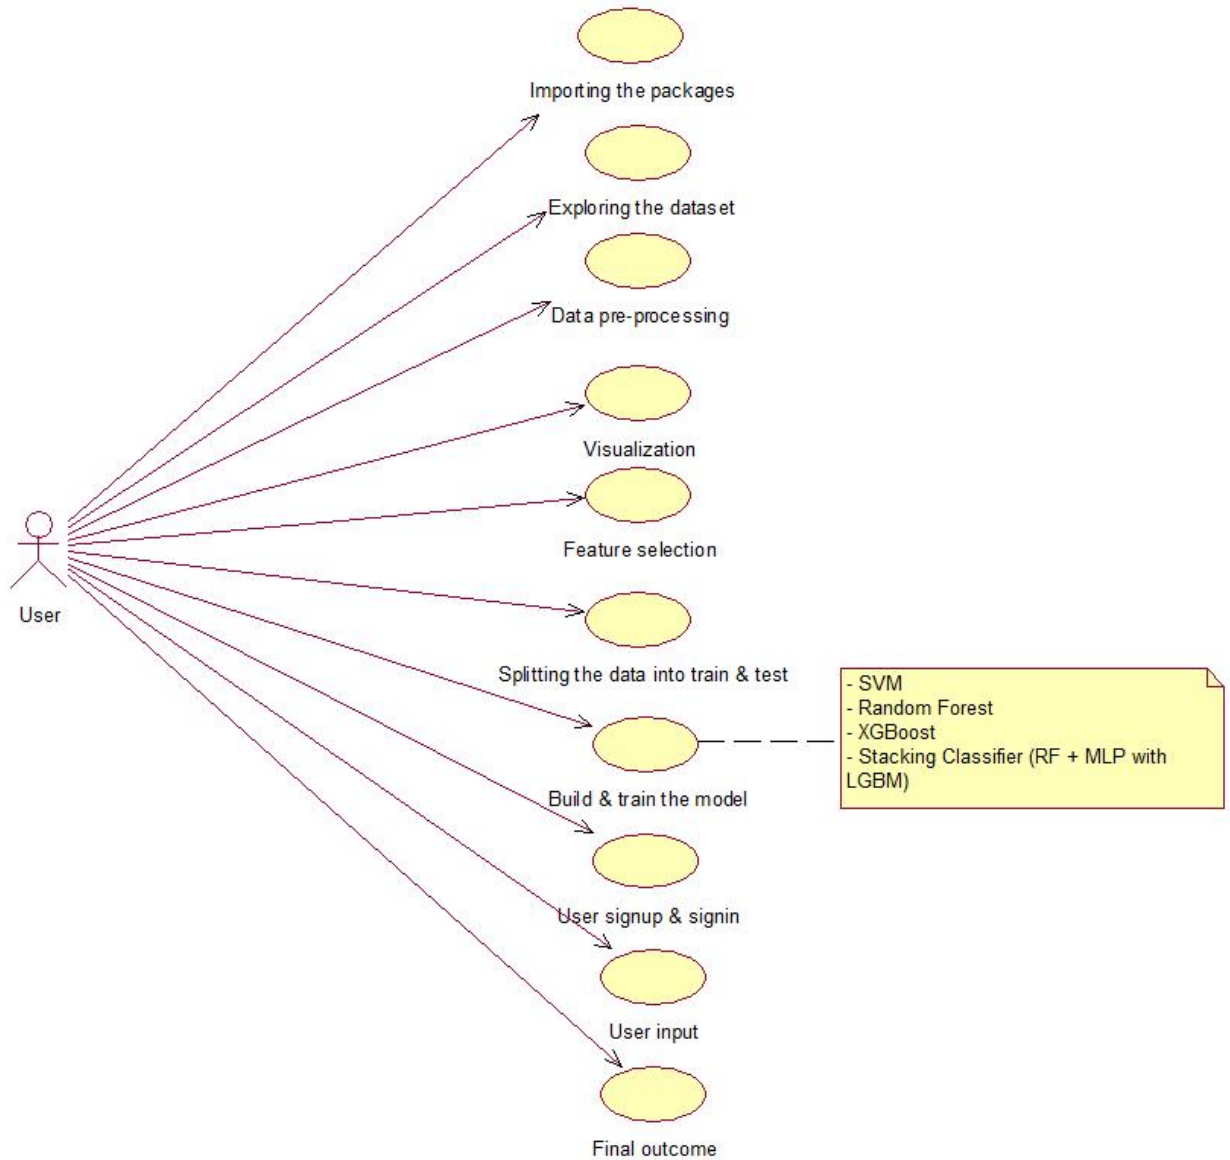 Importing the packages
Exploring the dataset
Data pre-processing
Visualization
Feature selection
User
Splitting the data into train & test
- SVM
- Random Forest
- XGBoost
- Stacking Classifier (RF + MLP with
LGBM)
Build & train the model
User signup & signin
User input
Final outcome